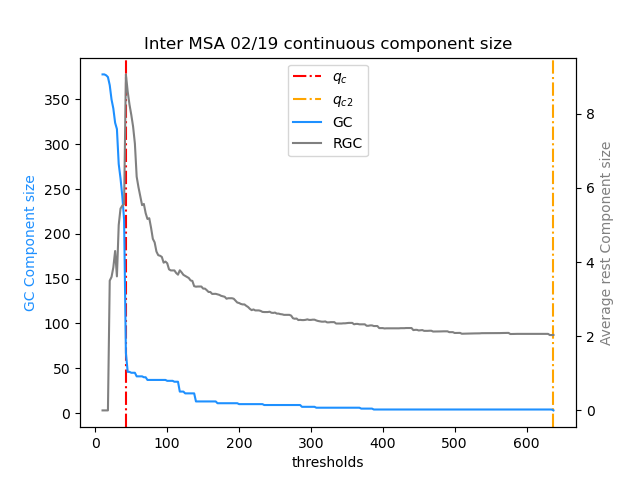 Inter MSA 02/19 continuous component size
GC Component size
350
300
250
200
150
100
50
0
q_c
q_{c2}
GC
RGC
8
6
4
2
0
Average rest Component size
0 100 200 300 400 500 600
thresholds